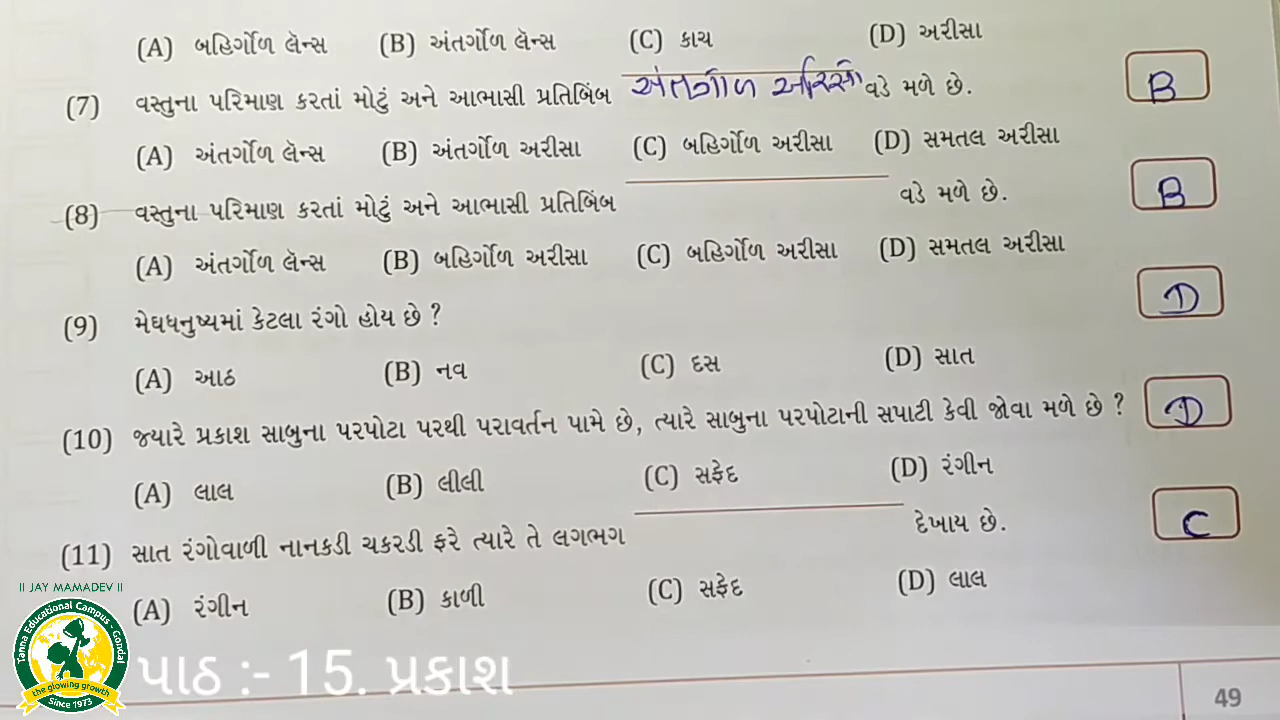 (A) બહિર્ગોળ લૅન્સ (B) અંતર્ગોળ લૅન્સ (C) કાચ (D) અરીસા
(7) વસ્તુના પરિમાણ કરતાં મોટું અને આભાસી પ્રતિબિંબ અંતર્ગોળ અરિસા વડે મળે છે. B
(A) અંતર્ગોળ લૅન્સ (B) અંતર્ગોળ અરીસા (C) બહિર્ગોળ અરીસા (D) સમતલ અરીસા
(8) વસ્તુના પરિમાણ કરતાં મોટું અને આભાસી પ્રતિબિંબ ________ વડે મળે છે. B
(A) અંતર્ગોળ લૅન્સ (B) બહિર્ગોળ અરીસા (C) બહિર્ગોળ અરીસા (D) સમતલ અરીસા
(9) મેઘધનુષ્યમાં કેટલા રંગો હોય છે ? D
(A) આઠ (B) નવ (C) દસ (D) સાત
(10) જ્યારે પ્રકાશ સાબુના પરપોટા પરથી પરાવર્તન પામે છે, ત્યારે સાબુના પરપોટાની સપાટી કેવી જોવા મળે છે ? D
(A) લાલ (B) લીલી (C) સફેદ (D) રંગીન
(11) સાત રંગોવાળી નાનકડી ચકરડી ફરે ત્યારે તે લગભગ ________ દેખાય છે. C
(A) રંગીન (B) કાળી (C) સફેદ (D) લાલ
II JAY MAMADEV II
Tanna Educational Campus - Gondal
the glowing growth
Since 1973
પાઠ :- 15. પ્રકાશ
49